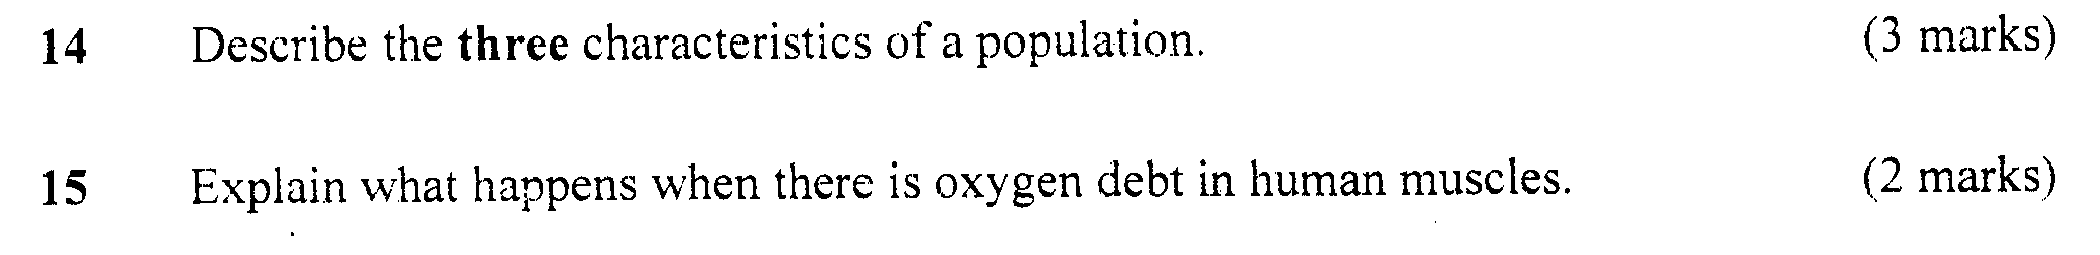 14 Describe the three characteristics of a population. (3 marks)
15 Explain what happens when there is oxygen debt in human muscles. (2 marks)